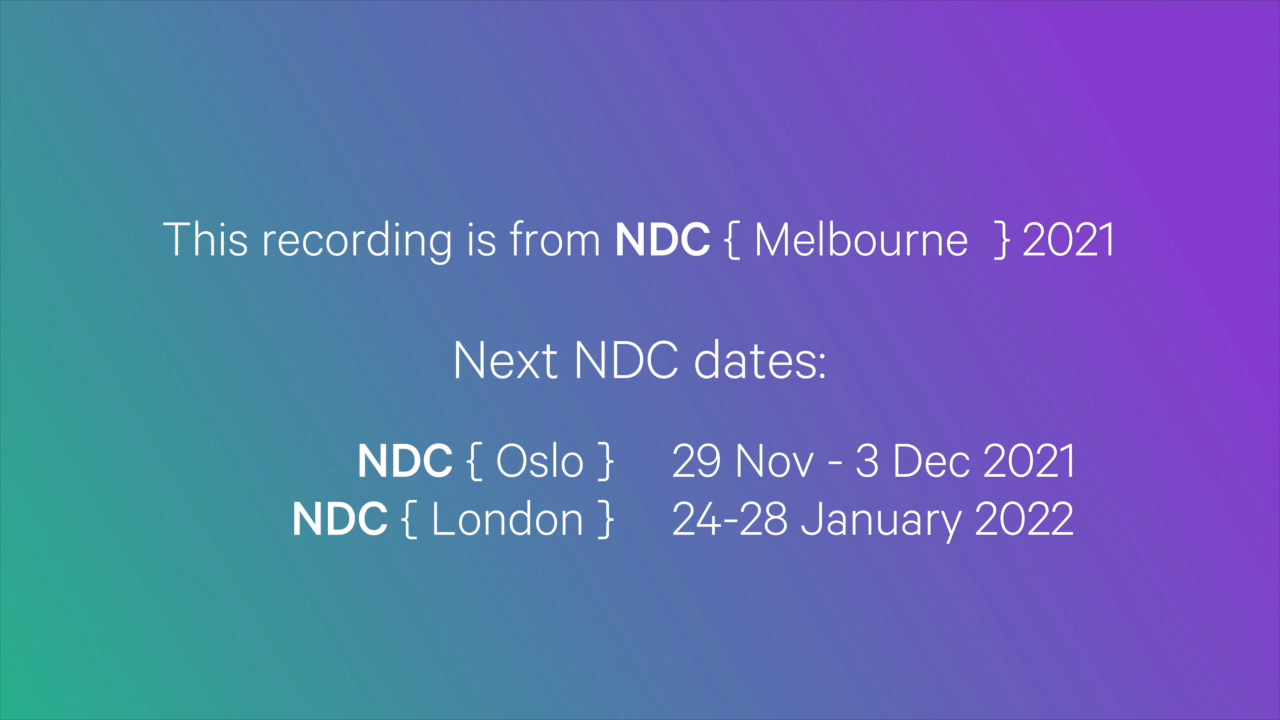 This recording is from NDC { Melbourne } 2021
Next NDC dates:
NDC { Oslo } 29 Nov - 3 Dec 2021
NDC { London } 24-28 January 2022